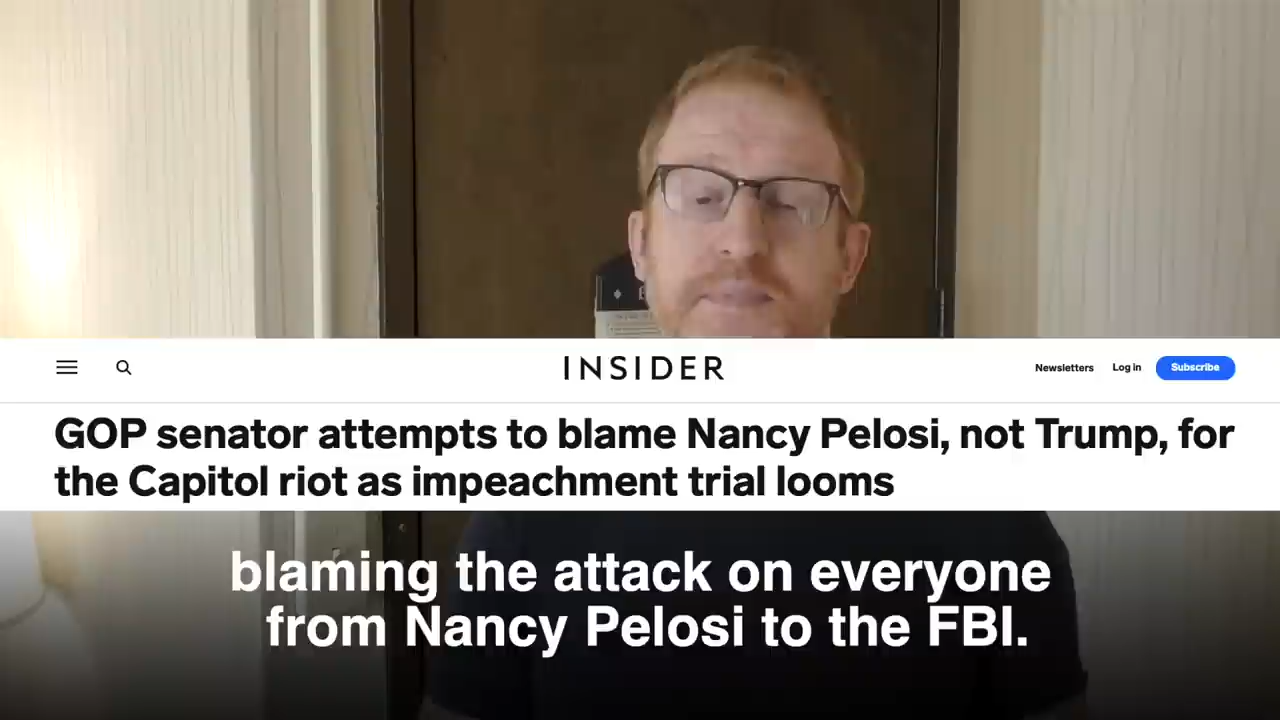 INSIDER
Newsletters Log in Subscribe
GOP senator attempts to blame Nancy Pelosi, not Trump, for
the Capitol riot as impeachment trial looms
blaming the attack on everyone
from Nancy Pelosi to the FBI.